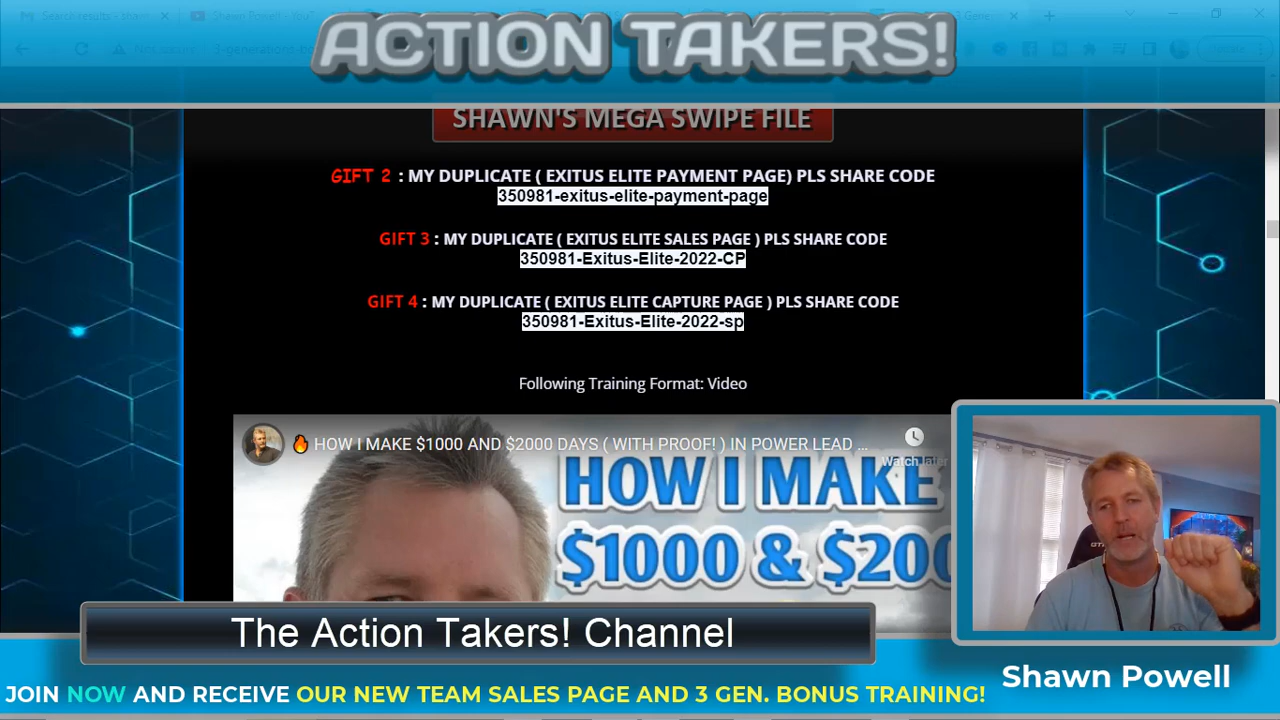 ACTION TAKERS!
SHAWN'S MEGA SWIPE FILE
GIFT 2 : MY DUPLICATE ( EXITUS ELITE PAYMENT PAGE) PLS SHARE CODE
350981-exitus-elite-payment-page
GIFT 3 : MY DUPLICATE ( EXITUS ELITE SALES PAGE ) PLS SHARE CODE
350981-Exitus-Elite-2022-CP
GIFT 4 : MY DUPLICATE ( EXITUS ELITE CAPTURE PAGE ) PLS SHARE CODE
350981-Exitus-Elite-2022-sp
Following Training Format: Video
HOW I MAKE $1000 AND $2000 DAYS ( WITH PROOF! ) IN POWER LEAD ...
Watch later
HOW I MAKE
$1000 & $200
The Action Takers! Channel
Shawn Powell
JOIN NOW AND RECEIVE OUR NEW TEAM SALES PAGE AND 3 GEN. BONUS TRAINING!